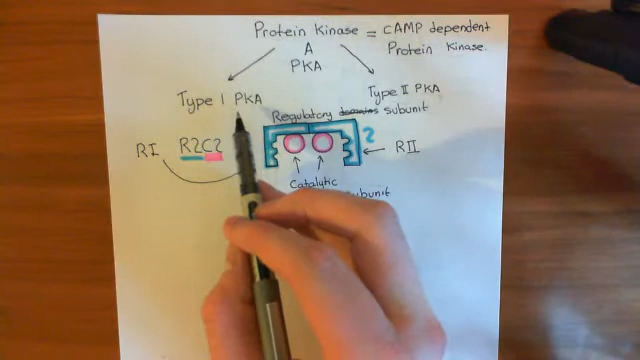 Protein Kinase = CAMP dependent
A Protein Kinase.
PKA
Type I PKA Type II PKA
Regulatory domains subunit
RI R2C2 2 RII
Catalytic
subunit